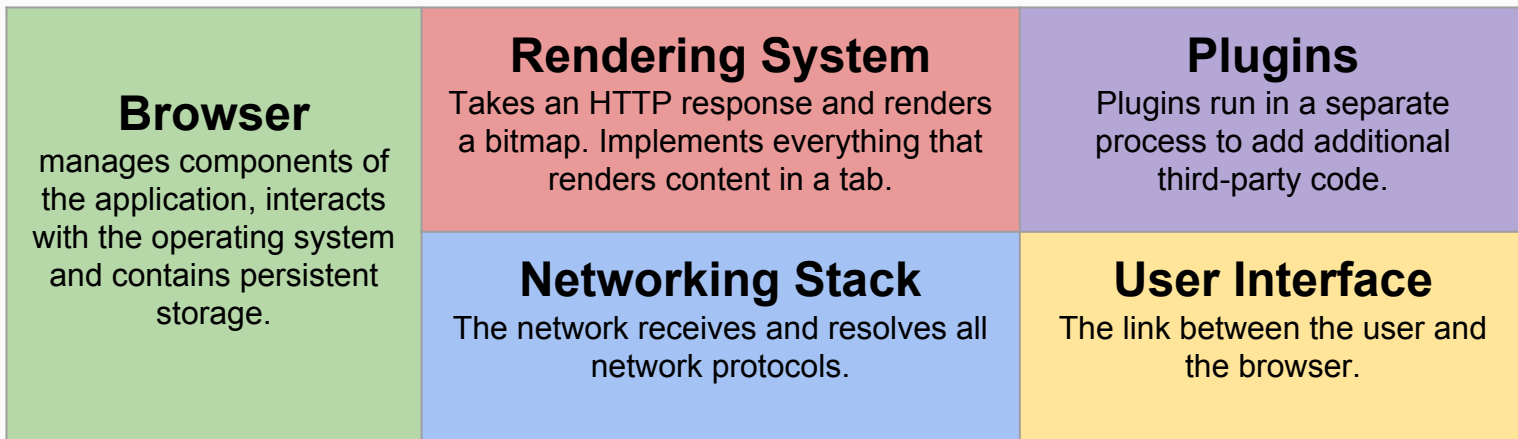 Browser
manages components of
the application, interacts
with the operating system
and contains persistent
storage.
Rendering System
Takes an HTTP response and renders
a bitmap. Implements everything that
renders content in a tab.
Plugins
Plugins run in a separate
process to add additional
third-party code.
Networking Stack
The network receives and resolves all
network protocols.
User Interface
The link between the user and
the browser.